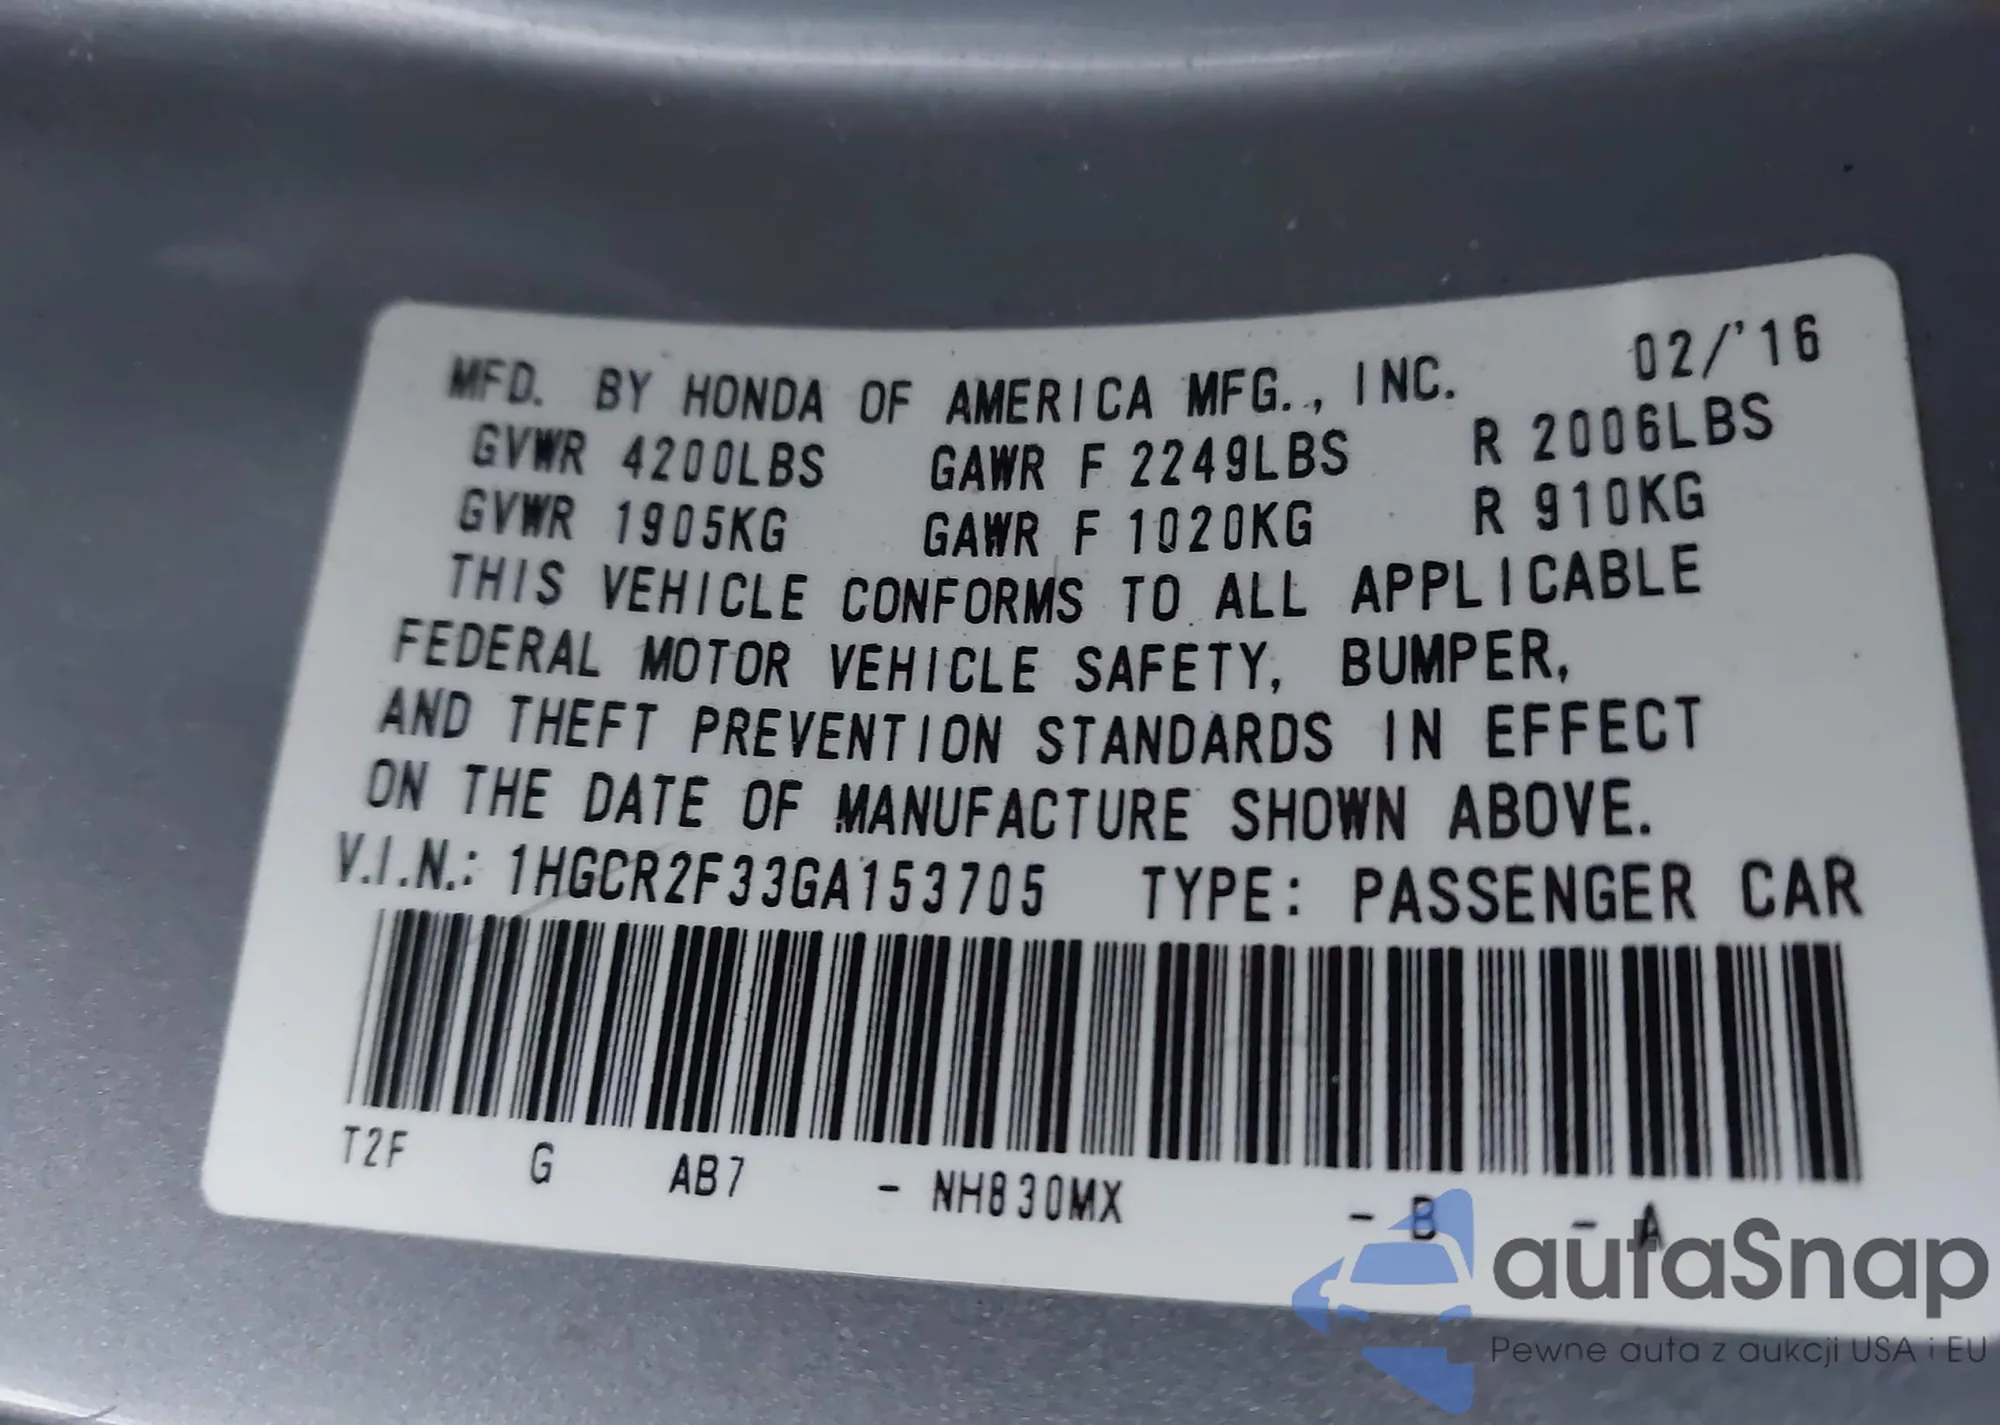 MFD. BY HONDA OF AMERICA MFG., INC. 02/'16
GVWR 4200LBS GAWR F 2249LBS R 2006LBS
GVWR 1905KG GAWR F 1020KG R 910KG
THIS VEHICLE CONFORMS TO ALL APPLICABLE
FEDERAL MOTOR VEHICLE SAFETY, BUMPER,
AND THEFT PREVENTION STANDARDS IN EFFECT
ON THE DATE OF MANUFACTURE SHOWN ABOVE.
V.I.N.: 1HGCR2F33GA153705 TYPE: PASSENGER CAR
T2F G AB7 - NH830MX - B - A
autaSnap
Pewne auta z aukcji USA i EU